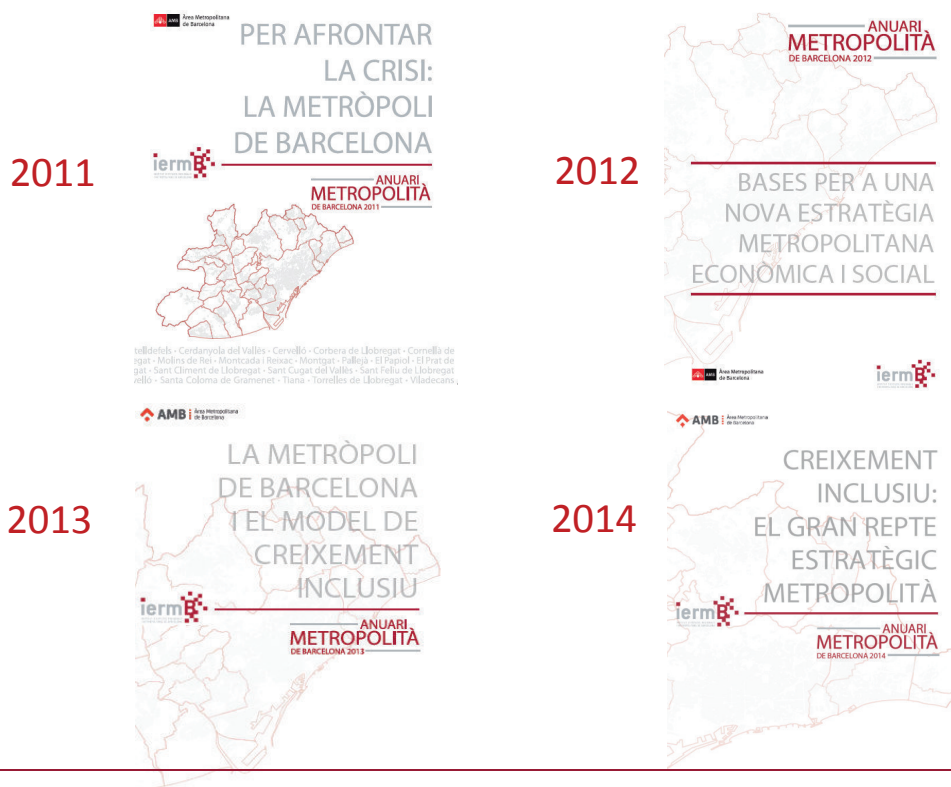 2011
Àrea Metropolitana
de Barcelona
PER AFRONTAR
LA CRISI:
LA METRÒPOLI
DE BARCELONA
iermB
ANUARI
METROPOLITÀ
DE BARCELONA 2011
telldefels • Cerdanyola del Vallès • Cervelló • Corbera de Llobregat • Cornellà de
egat • Molins de Rei • Montcada i Reixac • Montgat • Pallejà • El Papiol • El Prat de
gat • Sant Climent de Llobregat • Sant Cugat del Vallès • Sant Feliu de Llobregat
velló • Santa Coloma de Gramenet • Tiana • Torrelles de Llobregat • Viladecans
2012
ANUARI
METROPOLITÀ
DE BARCELONA 2012
BASES PER A UNA
NOVA ESTRATÈGIA
METROPOLITANA
ECONÒMICA I SOCIAL
Àrea Metropolitana
de Barcelona
iermB
2013
AMB Àrea Metropolitana
de Barcelona
LA METRÒPOLI
DE BARCELONA
I EL MODEL DE
CREIXEMENT
INCLUSIU
iermB
ANUARI
METROPOLITÀ
DE BARCELONA 2013
2014
AMB Àrea Metropolitana
de Barcelona
CREIXEMENT
INCLUSIU:
EL GRAN REPTE
ESTRATÈGIC
METROPOLITÀ
iermB
ANUARI
METROPOLITÀ
DE BARCELONA 2014